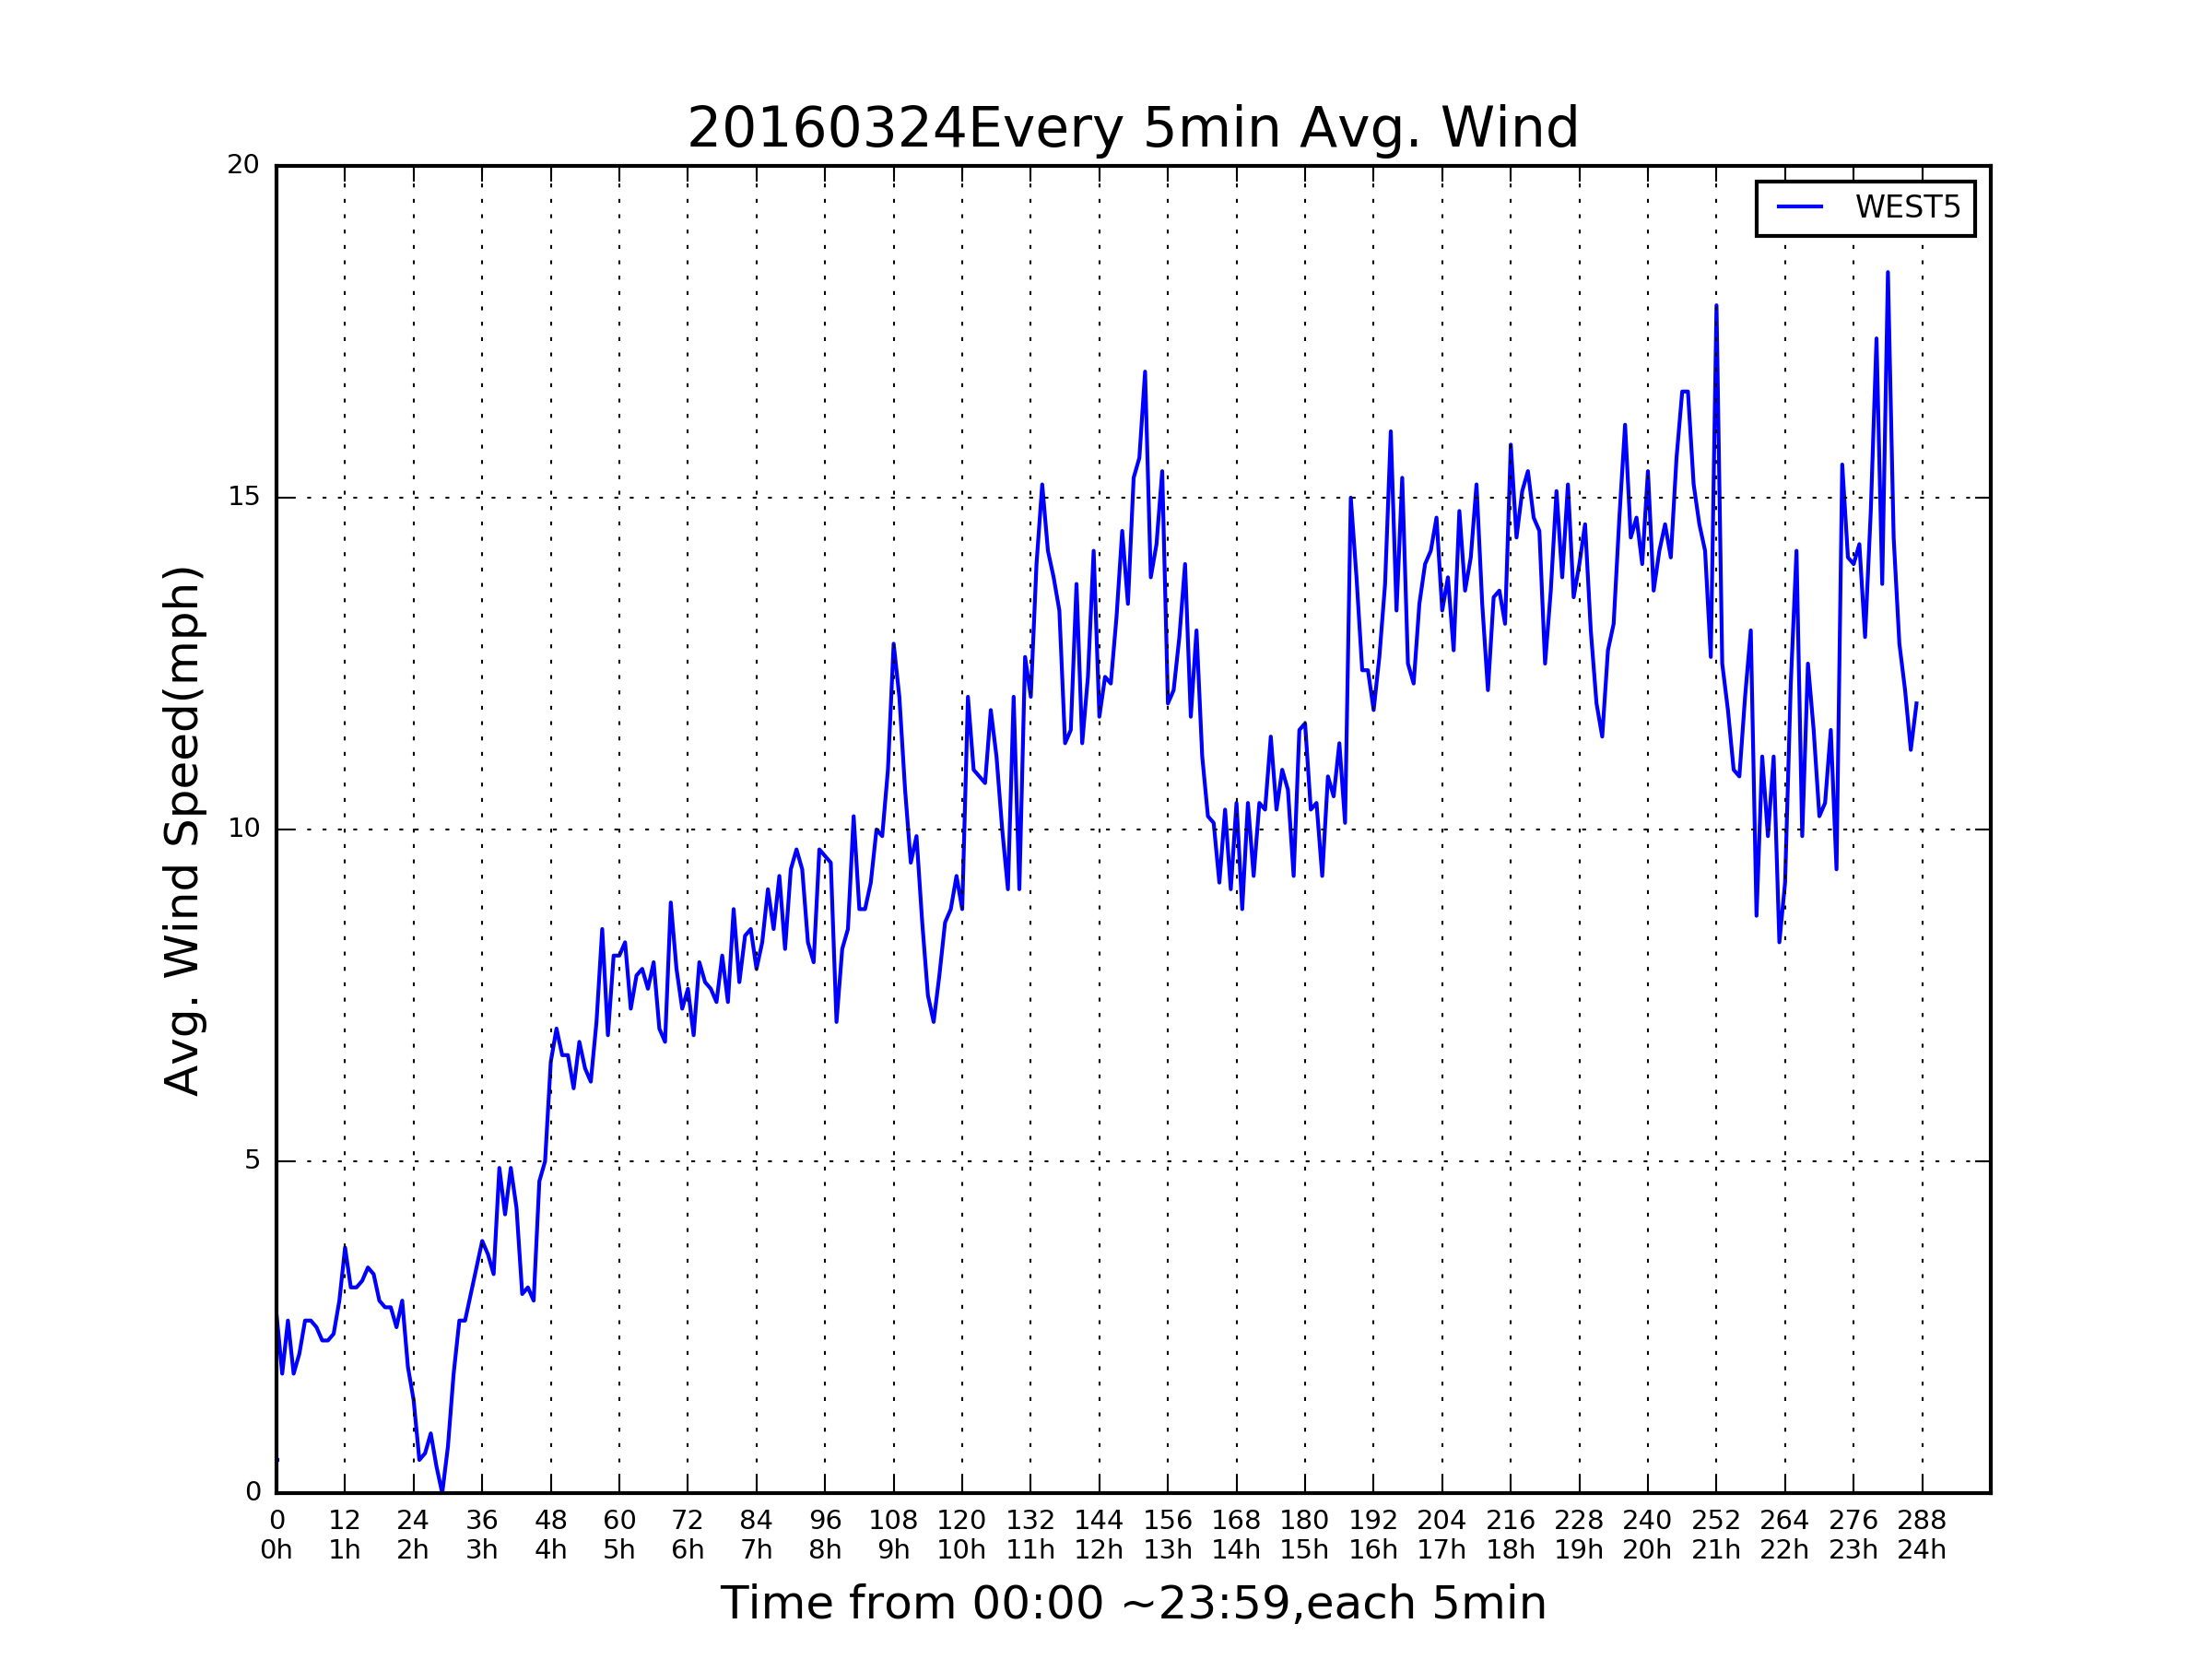 20160324Every 5min Avg. Wind
WEST5
Avg. Wind Speed(mph)
20
15
10
5
0
0 12 24 36 48 60 72 84 96 108 120 132 144 156 168 180 192 204 216 228 240 252 264 276 288
0h 1h 2h 3h 4h 5h 6h 7h 8h 9h 10h 11h 12h 13h 14h 15h 16h 17h 18h 19h 20h 21h 22h 23h 24h
Time from 00:00 ~23:59,each 5min